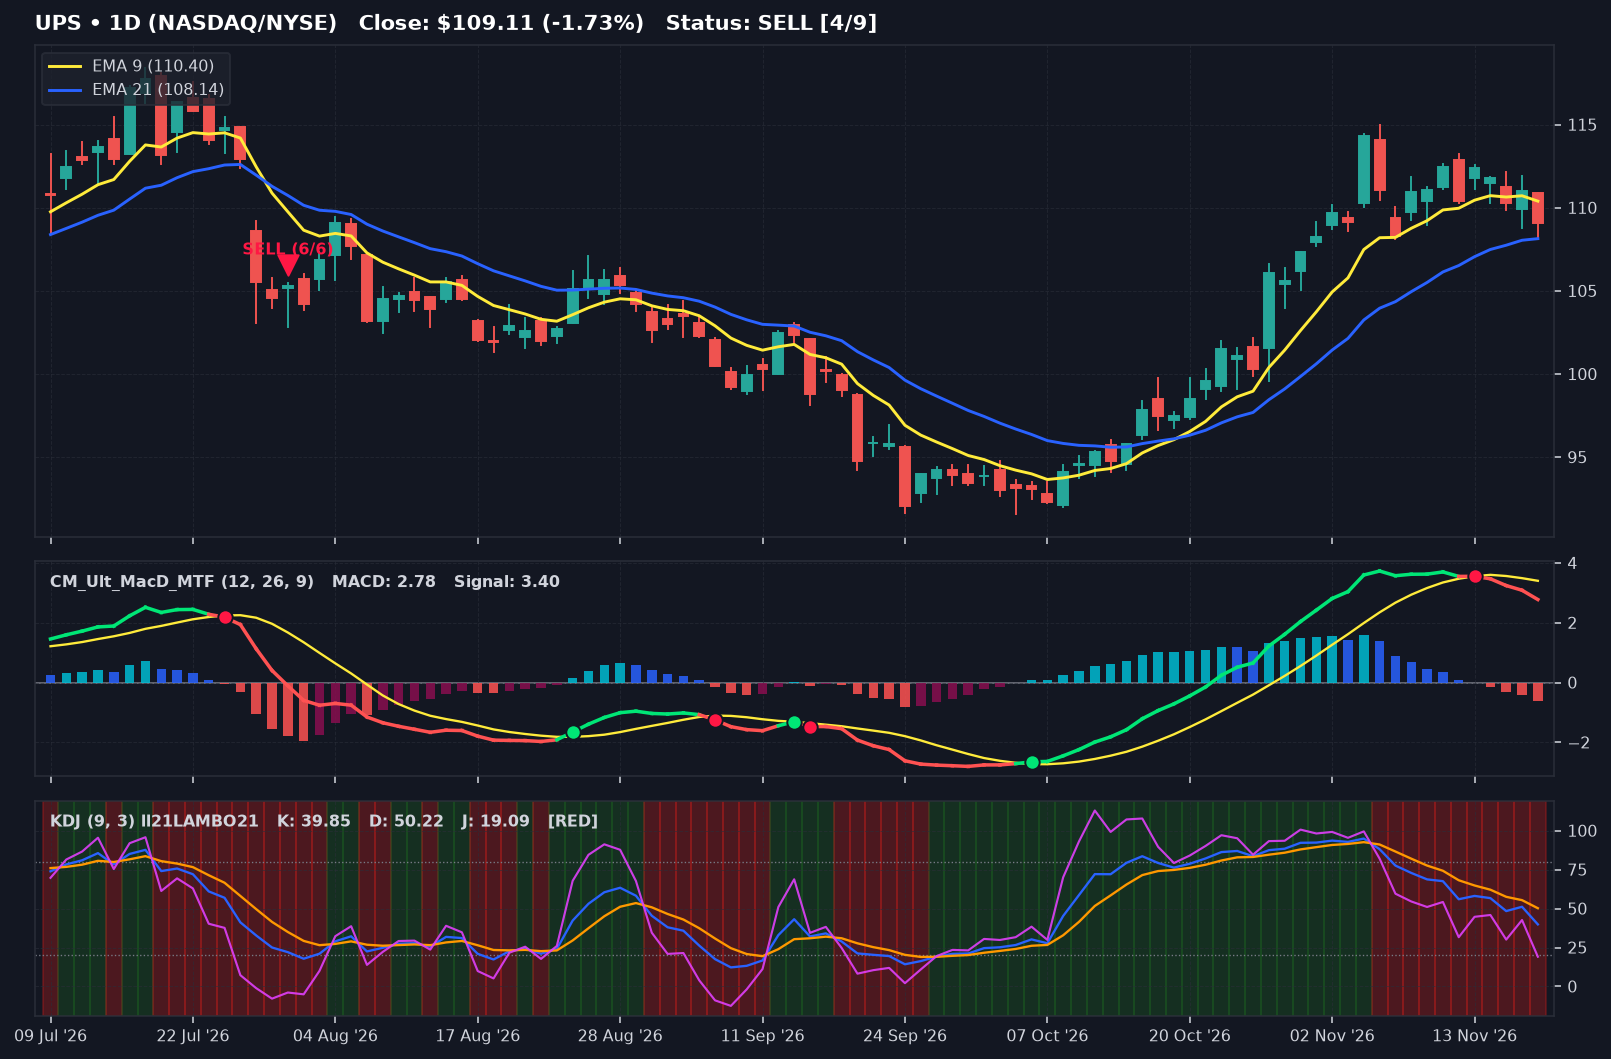 UPS • 1D (NASDAQ/NYSE)   Close: $109.11 (-1.73%)   Status: SELL [4/9]
EMA 9 (110.40)
EMA 21 (108.14)
SELL (6/6)
115
110
105
100
95
CM_Ult_MacD_MTF (12, 26, 9)   MACD: 2.78   Signal: 3.40
4
2
0
−2
KDJ (9, 3) II21LAMBO21   K: 39.85   D: 50.22   J: 19.09   [RED]
100
75
50
25
0
09 Jul '26
22 Jul '26
04 Aug '26
17 Aug '26
28 Aug '26
11 Sep '26
24 Sep '26
07 Oct '26
20 Oct '26
02 Nov '26
13 Nov '26